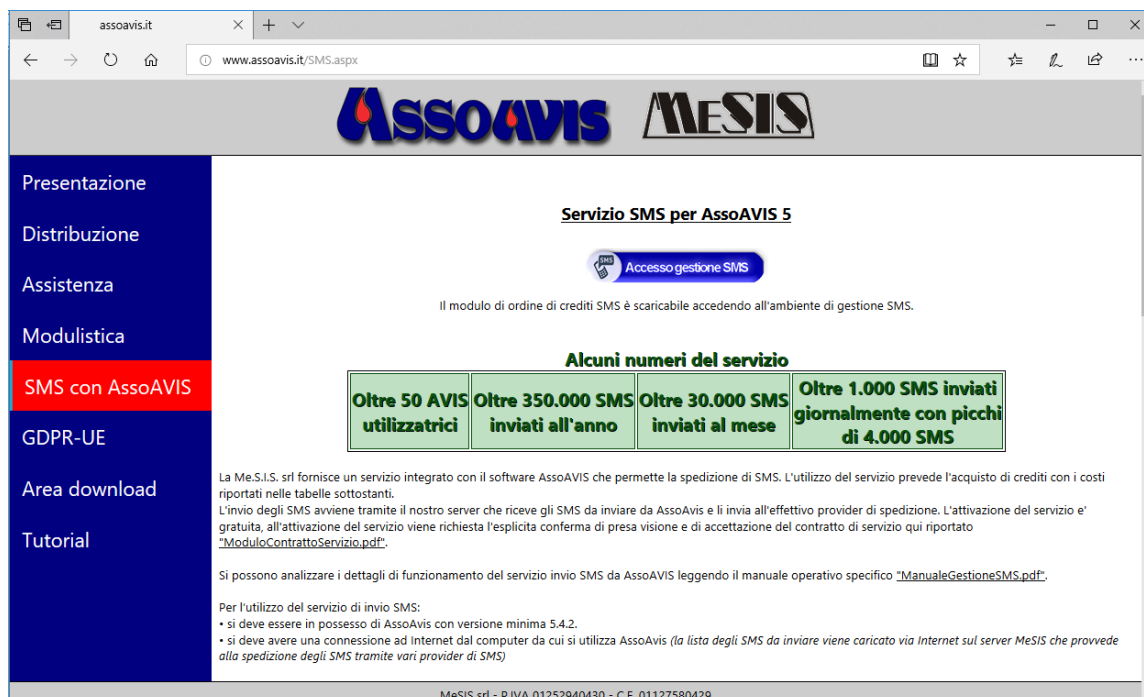 assoavis.it
www.assoavis.it/SMS.aspx
ASSOAVIS MESIS
Presentazione
Distribuzione
Assistenza
Modulistica
SMS con AssoAVIS
GDPR-UE
Area download
Tutorial
Servizio SMS per AssoAVIS 5
SMS
Accesso gestione SMS
Il modulo di ordine di crediti SMS è scaricabile accedendo all'ambiente di gestione SMS.
Alcuni numeri del servizio
Oltre 50 AVIS
utilizzatrici
Oltre 350.000 SMS
inviati all'anno
Oltre 30.000 SMS
inviati al mese
Oltre 1.000 SMS inviati
giornalmente con picchi
di 4.000 SMS
La Me.S.I.S. srl fornisce un servizio integrato con il software AssoAVIS che permette la spedizione di SMS. L'utilizzo del servizio prevede l'acquisto di crediti con i costi
riportati nelle tabelle sottostanti.
L'invio degli SMS avviene tramite il nostro server che riceve gli SMS da inviare da AssoAvis e li invia all'effettivo provider di spedizione. L'attivazione del servizio e'
gratuita, all'attivazione del servizio viene richiesta l'esplicita conferma di presa visione e di accettazione del contratto di servizio qui riportato
"ModuloContrattoServizio.pdf".
Si possono analizzare i dettagli di funzionamento del servizio invio SMS da AssoAVIS leggendo il manuale operativo specifico "ManualeGestioneSMS.pdf".
Per l'utilizzo del servizio di invio SMS:
• si deve essere in possesso di AssoAvis con versione minima 5.4.2.
• si deve avere una connessione ad Internet dal computer da cui si utilizza AssoAvis (la lista degli SMS da inviare viene caricato via Internet sul server MeSIS che provvede
alla spedizione degli SMS tramite vari provider di SMS)
MeSIS srl - P.IVA 01252940430 - C.F. 01127580429